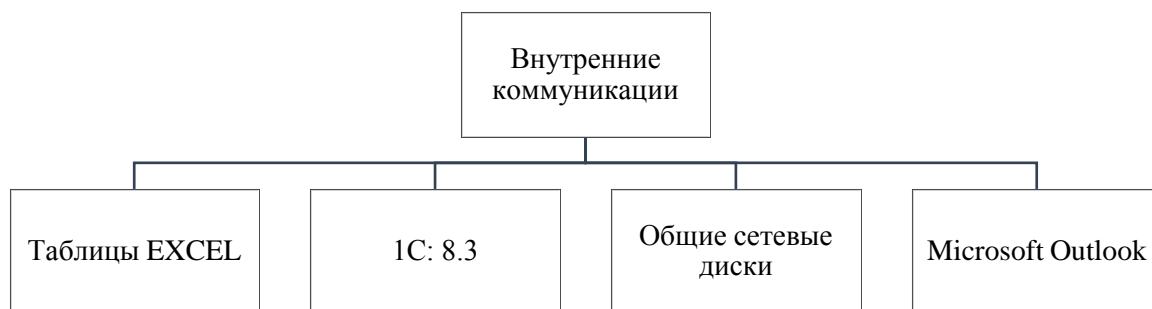 Внутренние
коммуникации
Таблицы EXCEL
1С: 8.3
Общие сетевые
диски
Microsoft Outlook